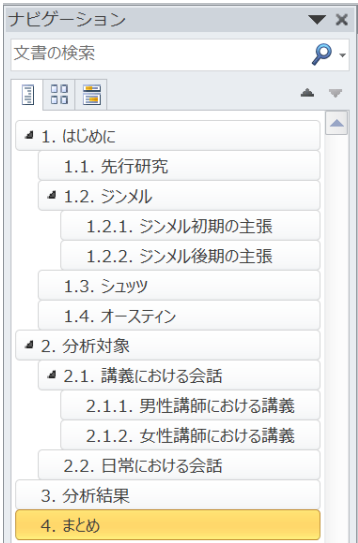 ナビゲーション
文書の検索
1. はじめに
1.1. 先行研究
1.2. ジンメル
1.2.1. ジンメル初期の主張
1.2.2. ジンメル後期の主張
1.3. シュッツ
1.4. オースティン
2. 分析対象
2.1. 講義における会話
2.1.1. 男性講師における講義
2.1.2. 女性講師における講義
2.2. 日常における会話
3. 分析結果
4. まとめ